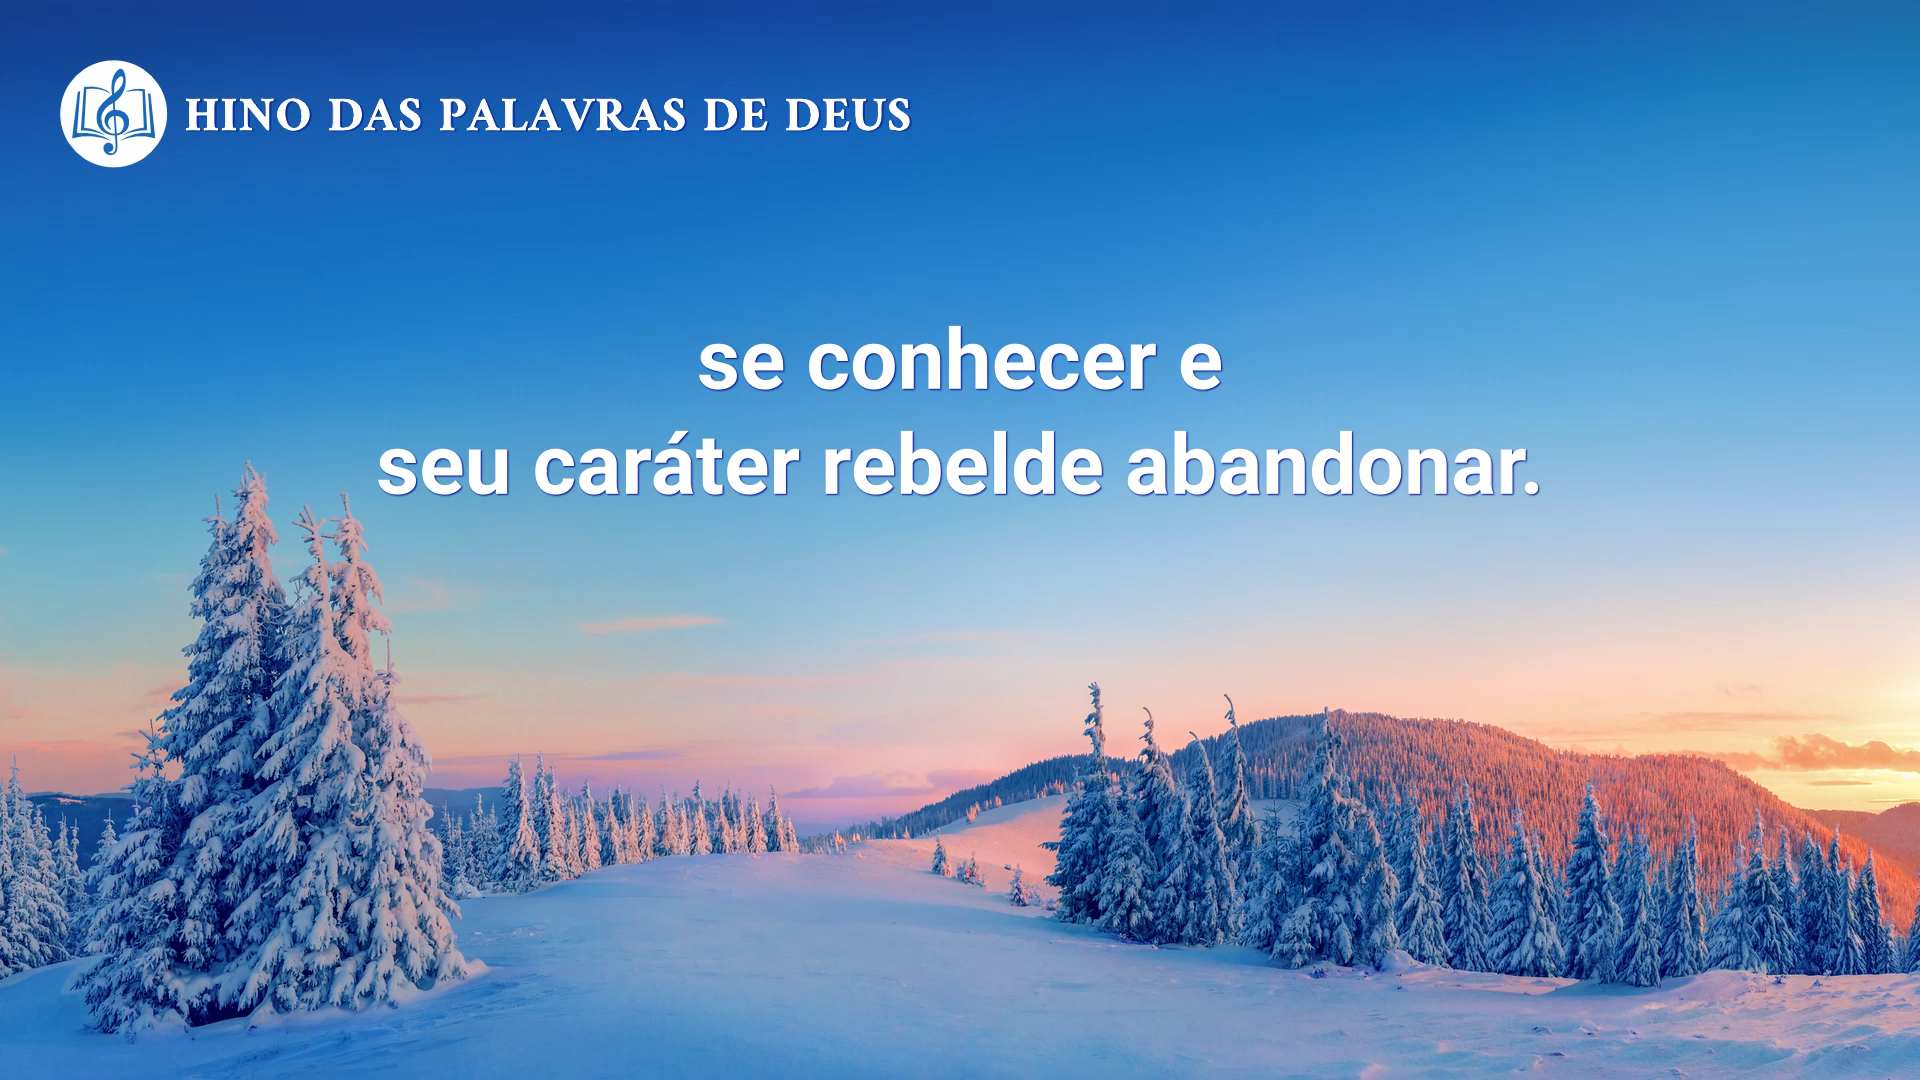 HINO DAS PALAVRAS DE DEUS
se conhecer e
seu caráter rebelde abandonar.